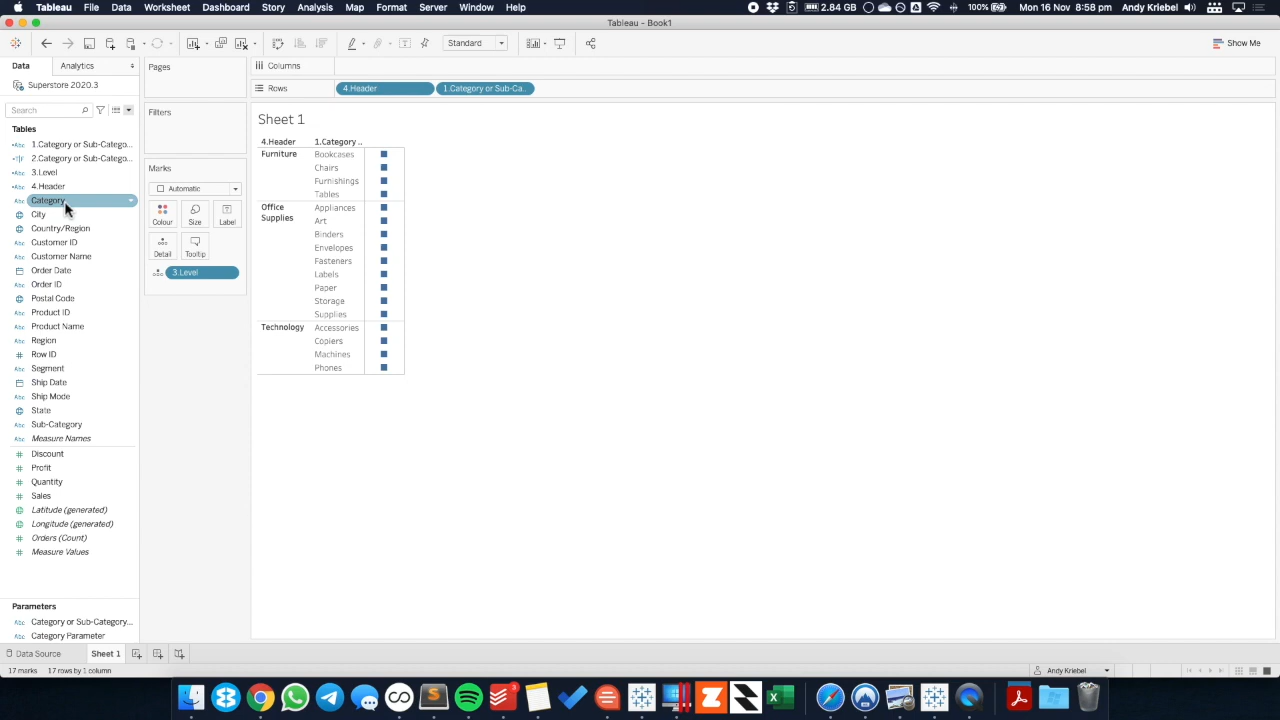 Tableau File Data Worksheet Dashboard Story Analysis Map Format Server Window Help 2.84 GB 100% Mon 16 Nov 8:58 pm Andy Kriebel
Tableau - Book1
Standard Show Me
Data Analytics Pages Columns
Superstore 2020.3
Rows 4.Header 1.Category or Sub-Ca..
Search
Filters
Sheet 1
Tables
1.Category or Sub-Catego...
2.Category or Sub-Catego...
3.Level
4.Header
Category
City
Country/Region
Customer ID
Customer Name
Order Date
Order ID
Postal Code
Product ID
Product Name
Region
Row ID
Segment
Ship Date
Ship Mode
State
Sub-Category
Measure Names
Discount
Profit
Quantity
Sales
Latitude (generated)
Longitude (generated)
Orders (Count)
Measure Values
Parameters
Category or Sub-Category...
Category Parameter
Marks
Automatic
Colour Size Label
Detail Tooltip
3.Level
4.Header 1.Category ..
Furniture Bookcases
Chairs
Furnishings
Tables
Office Supplies Appliances
Art
Binders
Envelopes
Fasteners
Labels
Paper
Storage
Supplies
Technology Accessories
Copiers
Machines
Phones
Data Source Sheet 1
17 marks 17 rows by 1 column Andy Kriebel
3